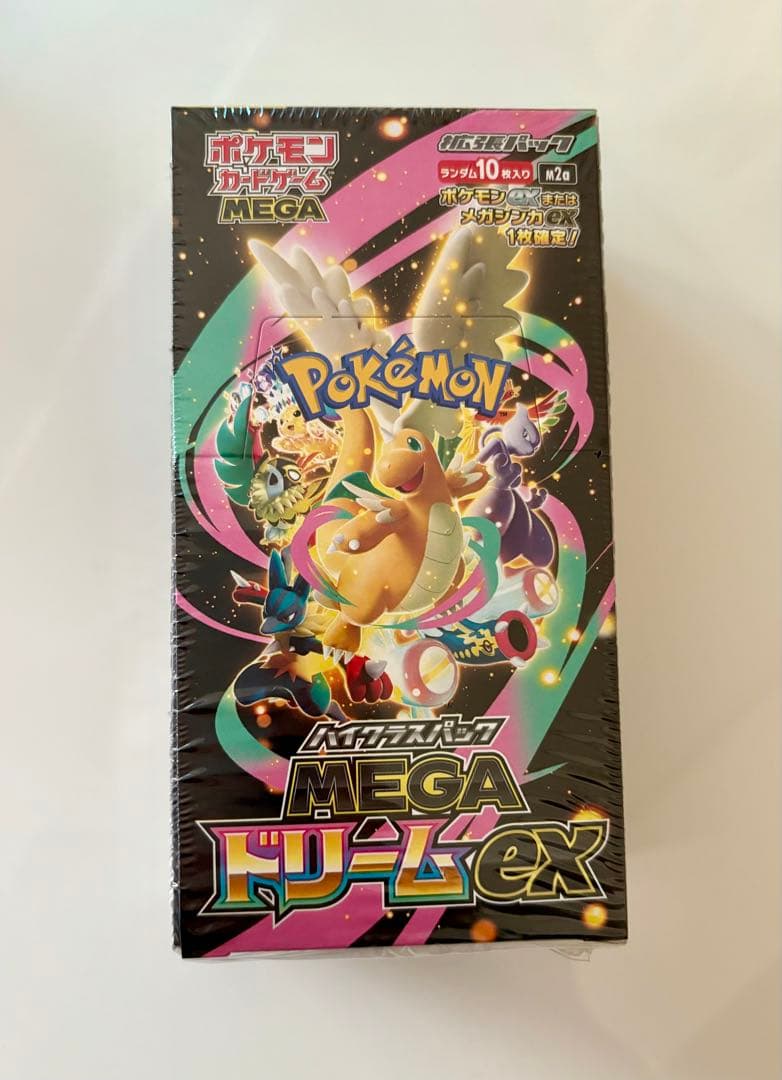 ポケモン
カードゲーム
MEGA
拡張パック
ランダム10枚入り
M2a
ポケモンexまたは
メガシンカex
1枚確定!
POKéMON
TM
ハイクラスパック
MEGA
ドリームex